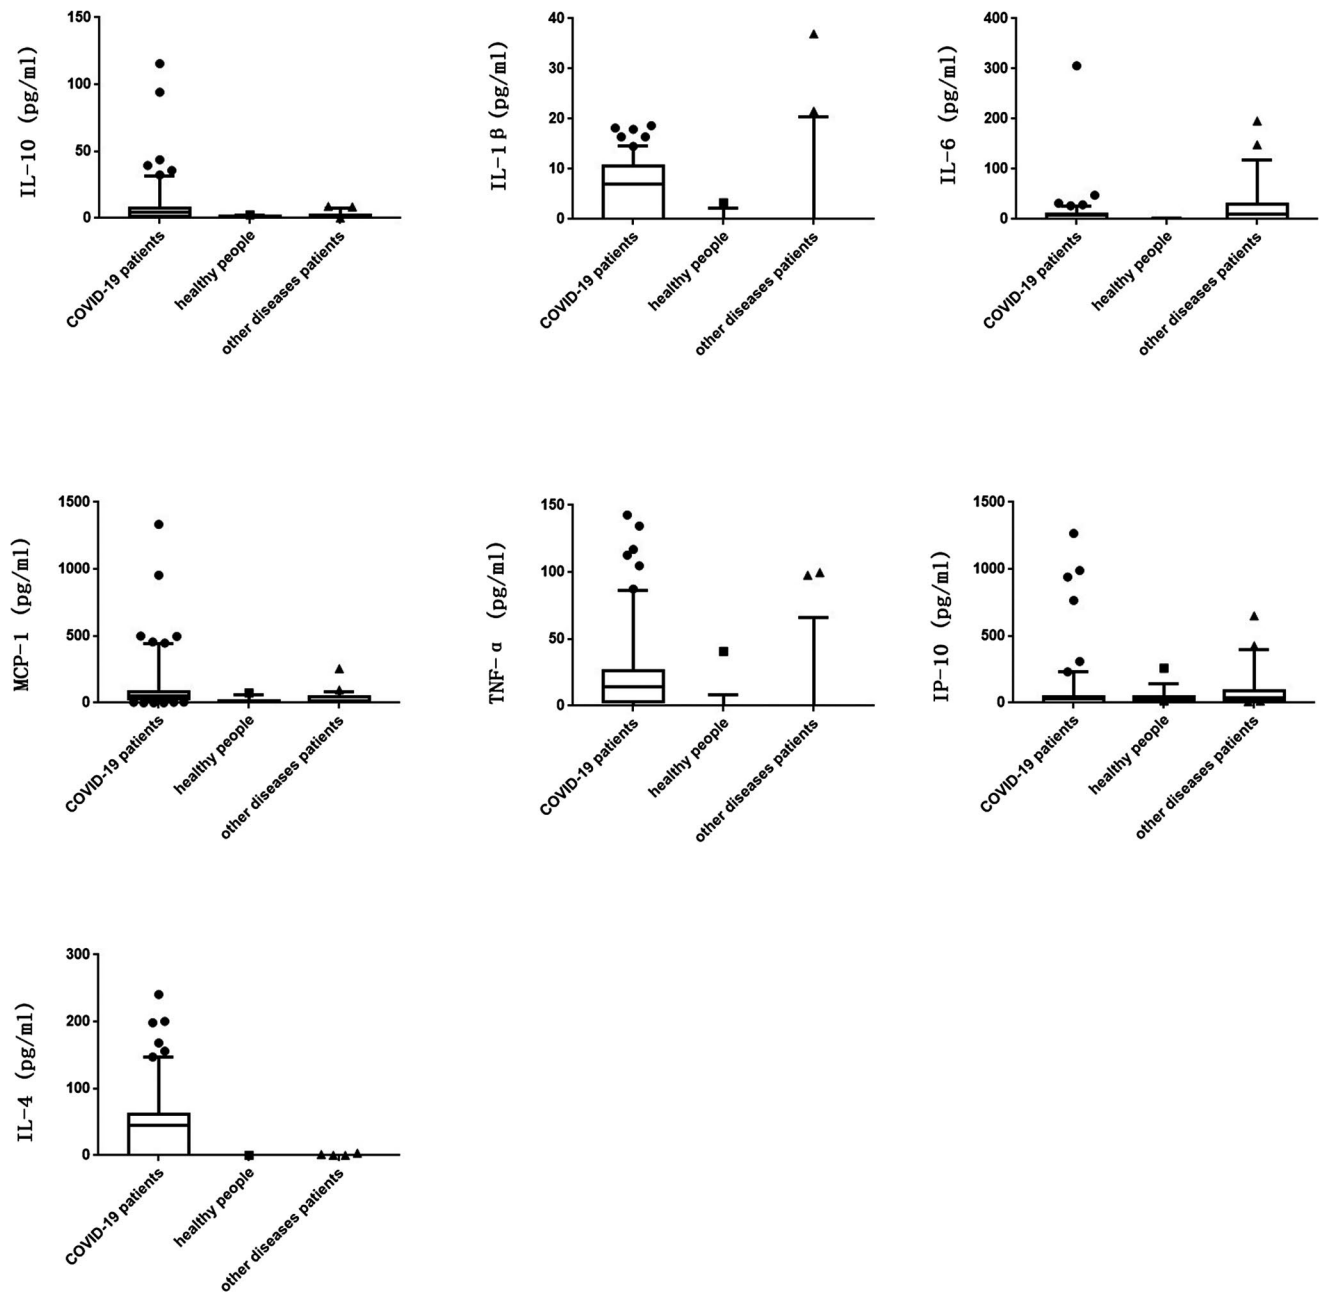 IL-10 (pg/ml)
150
100
50
0
COVID-19 patients
healthy people
other diseases patients
IL-1β(pg/ml)
40
30
20
10
0
COVID-19 patients
healthy people
other diseases patients
IL-6 (pg/ml)
400
300
200
100
0
COVID-19 patients
healthy people
other diseases patients
MCP-1 (pg/ml)
1500
1000
500
0
COVID-19 patients
healthy people
other diseases patients
TNF-α (pg/ml)
150
100
50
0
COVID-19 patients
healthy people
other diseases patients
IP-10 (pg/ml)
1500
1000
500
0
COVID-19 patients
healthy people
other diseases patients
IL-4 (pg/ml)
300
200
100
0
COVID-19 patients
healthy people
other diseases patients